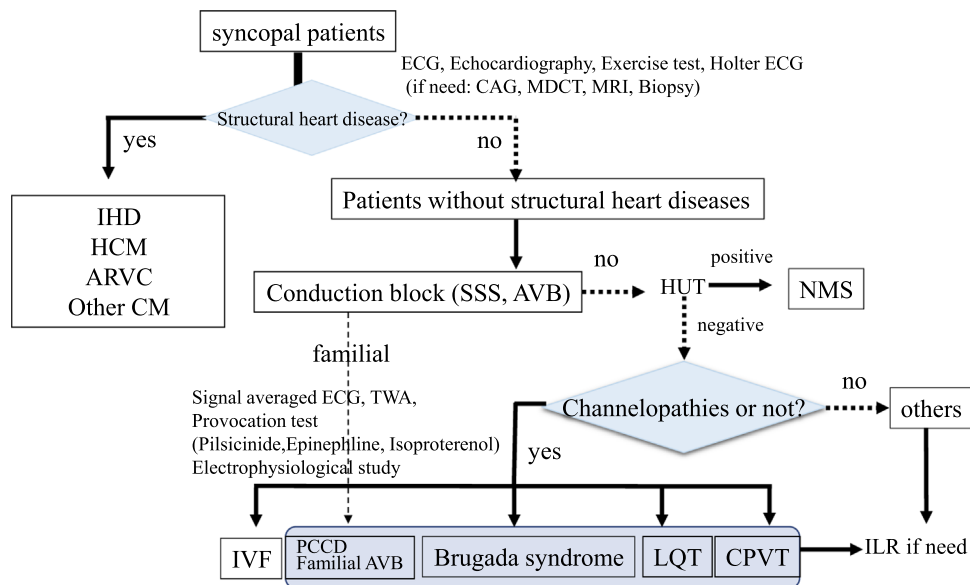 syncopal patients
ECG, Echocardiography, Exercise test, Holter ECG
(if need: CAG, MDCT, MRI, Biopsy)
Structural heart disease?
yes
no
IHD
HCM
ARVC
Other CM
Patients without structural heart diseases
Conduction block (SSS, AVB)
no
HUT
positive
NMS
negative
familial
Signal averaged ECG, TWA,
Provocation test
(Pilsicinide,Epinephline, Isoproterenol)
Electrophysiological study
Channelopathies or not?
no
others
yes
IVF
PCCD
Familial AVB
Brugada syndrome
LQT
CPVT
ILR if need